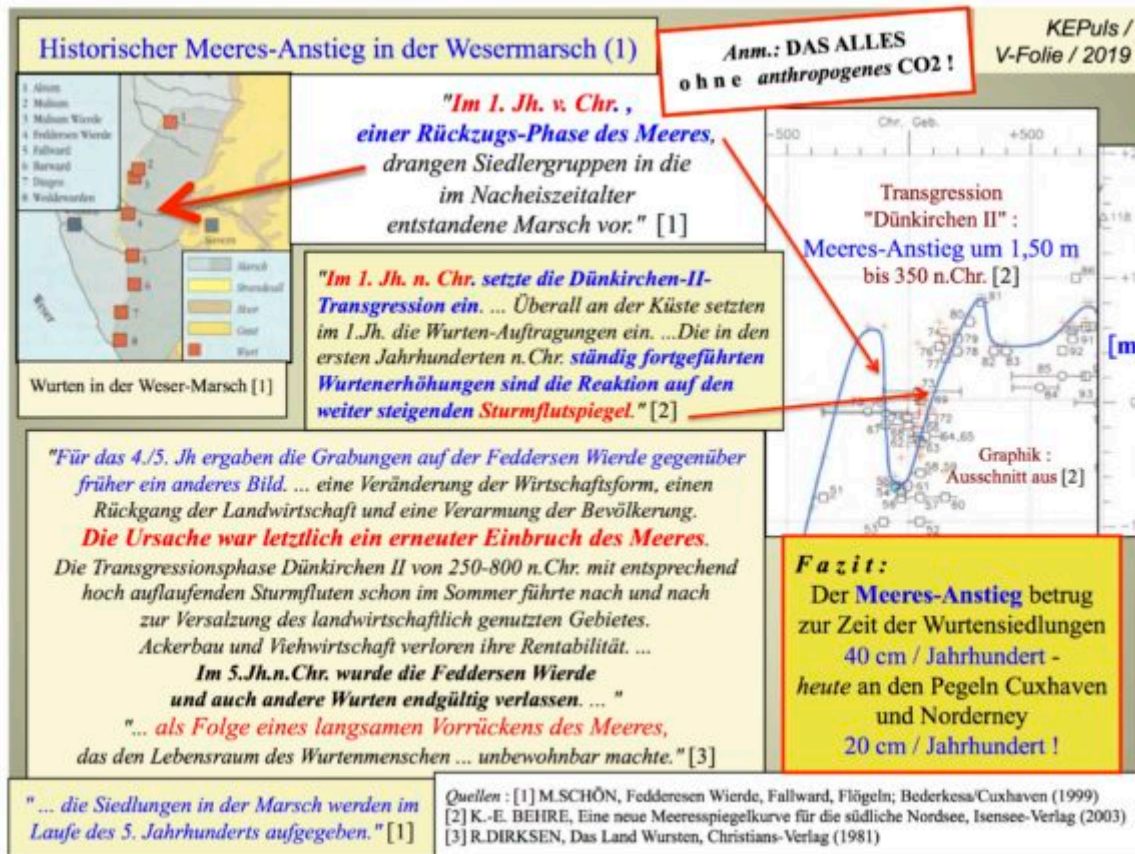 Historischer Meeres-Anstieg in der Wesermarsch (1)
Anm.: DAS ALLES
ohne anthropogenes CO2 !
KEPuls /
V-Folie / 2019
1 Alsum
2 Mulsum
3 Mulsum Wierde
4 Feddersen Wierde
5 Fallward
6 Barward
7 Dingen
8 Weddewarden
1
2
3
4
5
6
7
8
Weser
Marsch
Strandwall
Moor
Geest
Wurt
Wurten in der Weser-Marsch [1]
"Im 1. Jh. v. Chr. ,
einer Rückzugs-Phase des Meeres,
drangen Siedlergruppen in die
im Nacheiszeitalter
entstandene Marsch vor." [1]
"Im 1. Jh. n. Chr. setzte die Dünkirchen-II-
Transgression ein. ... Überall an der Küste setzten
im 1.Jh. die Wurten-Auftragungen ein. ...Die in den
ersten Jahrhunderten n.Chr. ständig fortgeführten
Wurtenerhöhungen sind die Reaktion auf den
weiter steigenden Sturmflutspiegel." [2]
-500 Chr. Geb. +500
Transgression
"Dünkirchen II" :
Meeres-Anstieg um 1,50 m
bis 350 n.Chr. [2]
[m
Graphik :
Ausschnitt aus [2]
"Für das 4./5. Jh ergaben die Grabungen auf der Feddersen Wierde gegenüber
früher ein anderes Bild. ... eine Veränderung der Wirtschaftsform, einen
Rückgang der Landwirtschaft und eine Verarmung der Bevölkerung.
Die Ursache war letztlich ein erneuter Einbruch des Meeres.
Die Transgressionsphase Dünkirchen II von 250-800 n.Chr. mit entsprechend
hoch auflaufenden Sturmfluten schon im Sommer führte nach und nach
zur Versalzung des landwirtschaftlich genutzten Gebietes.
Ackerbau und Viehwirtschaft verloren ihre Rentabilität. ...
Im 5.Jh.n.Chr. wurde die Feddersen Wierde
und auch andere Wurten endgültig verlassen. ... "
"... als Folge eines langsamen Vorrückens des Meeres,
das den Lebensraum des Wurtenmenschen ... unbewohnbar machte." [3]
Fazit:
Der Meeres-Anstieg betrug
zur Zeit der Wurtensiedlungen
40 cm / Jahrhundert -
heute an den Pegeln Cuxhaven
und Norderney
20 cm / Jahrhundert !
" ... die Siedlungen in der Marsch werden im
Laufe des 5. Jahrhunderts aufgegeben." [1]
Quellen : [1] M.SCHÖN, Fedderesen Wierde, Fallward, Flögeln; Bederkesa/Cuxhaven (1999)
[2] K.-E. BEHRE, Eine neue Meeresspiegelkurve für die südliche Nordsee, Isensee-Verlag (2003)
[3] R.DIRKSEN, Das Land Wursten, Christians-Verlag (1981)